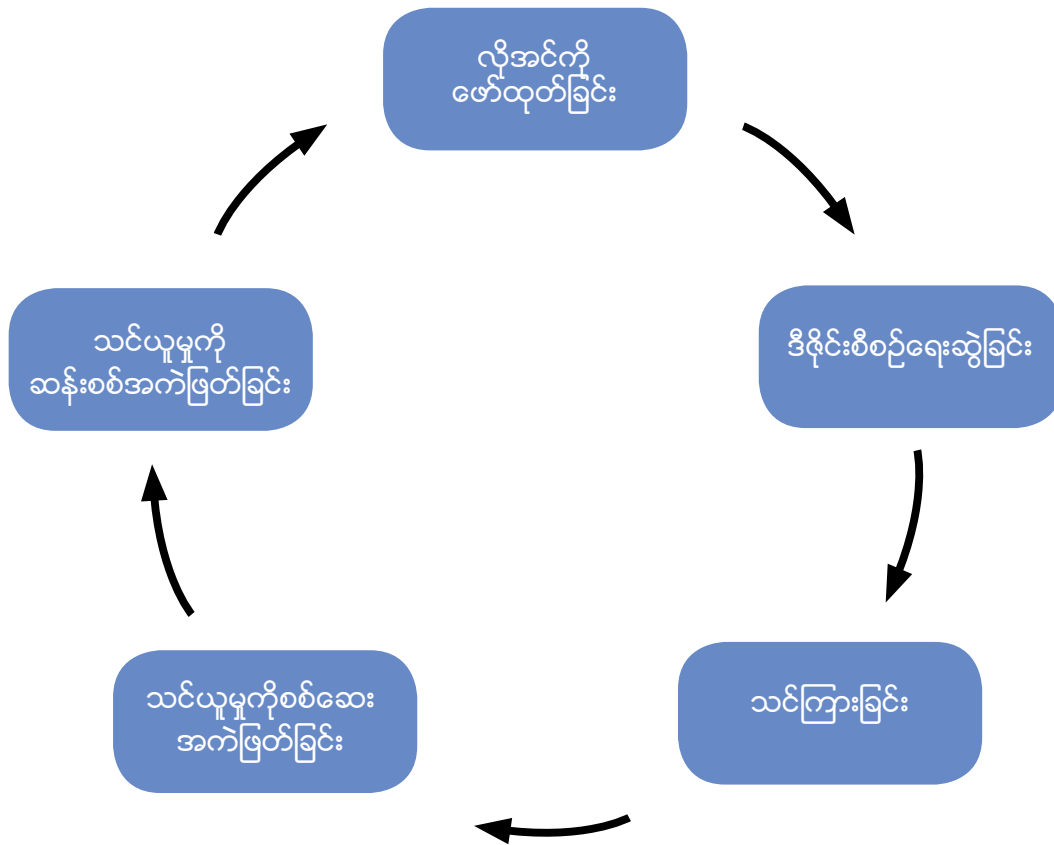 လိုအင်ကို
ဖော်ထုတ်ခြင်း
ဒီဇိုင်းစီစဉ်ရေးဆွဲခြင်း
သင်ကြားခြင်း
သင်ယူမှုကိုစစ်ဆေး
အကဲဖြတ်ခြင်း
သင်ယူမှုကို
ဆန်းစစ်အကဲဖြတ်ခြင်း